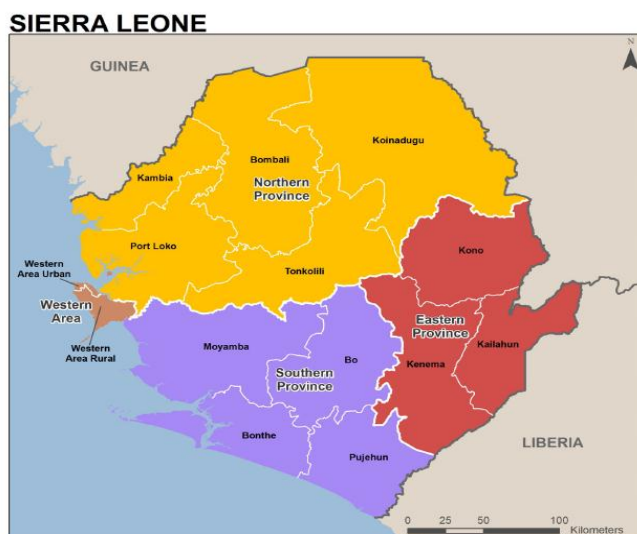 SIERRA LEONE
GUINEA
N
Koinadugu
Bombali
Kambia
Northern
Province
Port Loko
Kono
Tonkolili
Western
Area Urban
Western
Area
Western
Area Rural
Moyamba
Bo
Eastern
Province
Kailahun
Kenema
Southern
Province
Bonthe
Pujehun
LIBERIA
0 25 50 100
Kilometers